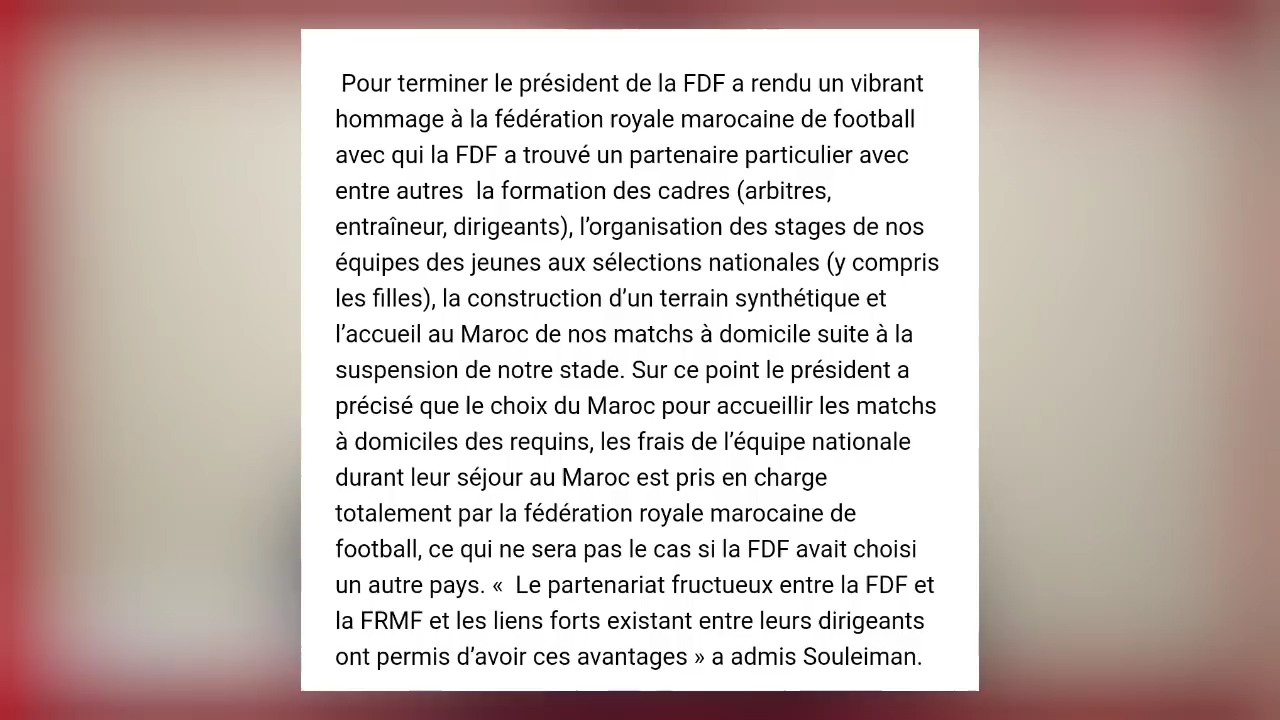 Pour terminer le président de la FDF a rendu un vibrant
hommage à la fédération royale marocaine de football
avec qui la FDF a trouvé un partenaire particulier avec
entre autres  la formation des cadres (arbitres,
entraîneur, dirigeants), l’organisation des stages de nos
équipes des jeunes aux sélections nationales (y compris
les filles), la construction d’un terrain synthétique et
l’accueil au Maroc de nos matchs à domicile suite à la
suspension de notre stade. Sur ce point le président a
précisé que le choix du Maroc pour accueillir les matchs
à domiciles des requins, les frais de l’équipe nationale
durant leur séjour au Maroc est pris en charge
totalement par la fédération royale marocaine de
football, ce qui ne sera pas le cas si la FDF avait choisi
un autre pays. «  Le partenariat fructueux entre la FDF et
la FRMF et les liens forts existant entre leurs dirigeants
ont permis d’avoir ces avantages » a admis Souleiman.